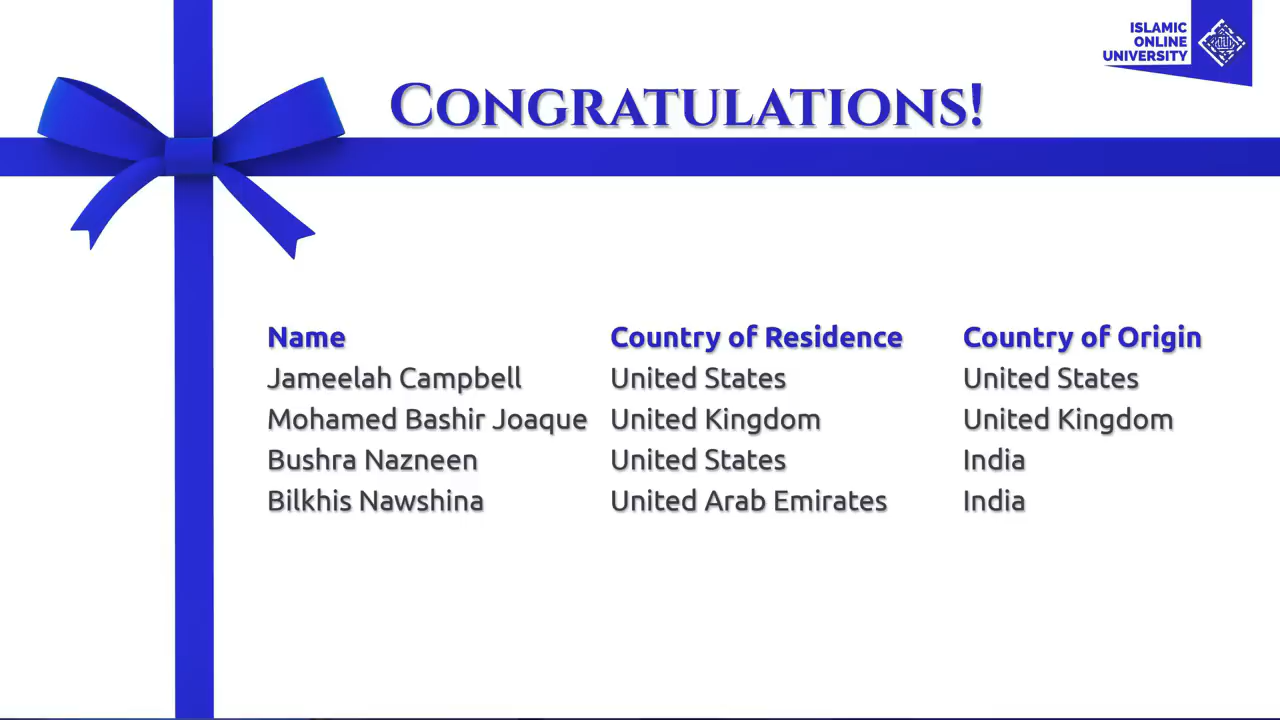 ISLAMIC
ONLINE
UNIVERSITY
CONGRATULATIONS!
Name Country of Residence Country of Origin
Jameelah Campbell United States United States
Mohamed Bashir Joaque United Kingdom United Kingdom
Bushra Nazneen United States India
Bilkhis Nawshina United Arab Emirates India